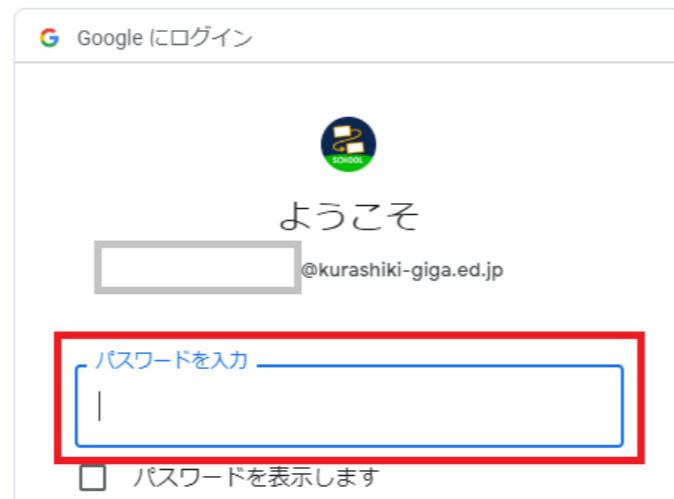 Google にログイン
SCHOOL
ようこそ
@kurashiki-giga.ed.jp
パスワードを入力
パスワードを表示します